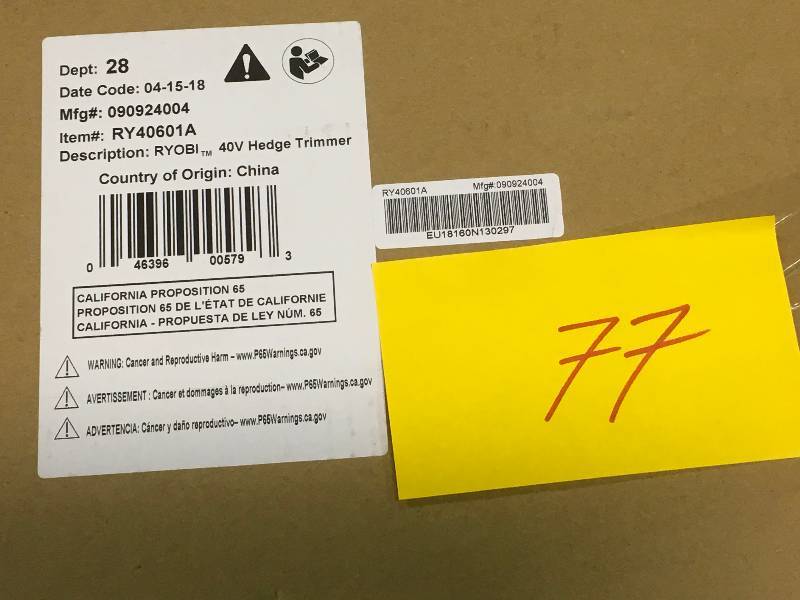 Dept: 28
Date Code: 04-15-18
Mfg#: 090924004
Item#: RY40601A
Description: RYOBI™ 40V Hedge Trimmer
Country of Origin: China
0 46396 00579 3
CALIFORNIA PROPOSITION 65
PROPOSITION 65 DE L'ÉTAT DE CALIFORNIE
CALIFORNIA - PROPUESTA DE LEY NÚM. 65
WARNING: Cancer and Reproductive Harm – www.P65Warnings.ca.gov
AVERTISSEMENT : Cancer et dommages à la reproduction– www.P65Warnings.ca.gov
ADVERTENCIA: Cáncer y daño reproductivo– www.P65Warnings.ca.gov
RY40601A Mfg#:090924004
EU18160N130297
77